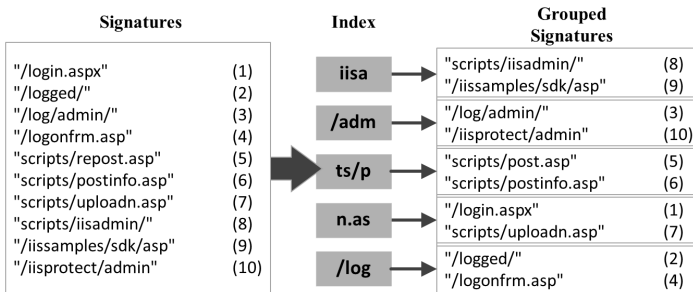 Signatures
"/login.aspx" (1)
"/logged/" (2)
"/log/admin/" (3)
"/logonfrm.asp" (4)
"scripts/repost.asp" (5)
"scripts/postinfo.asp" (6)
"scripts/uploadn.asp" (7)
"scripts/iisadmin/" (8)
"/iissamples/sdk/asp" (9)
"/iisprotect/admin" (10)
Index
iisa
/adm
ts/p
n.as
/log
Grouped
Signatures
"scripts/iisadmin/" (8)
"/iissamples/sdk/asp" (9)
"/log/admin/" (3)
"/iisprotect/admin" (10)
"scripts/post.asp" (5)
"scripts/postinfo.asp" (6)
"/login.aspx" (1)
"scripts/uploadn.asp" (7)
"/logged/" (2)
"/logonfrm.asp" (4)